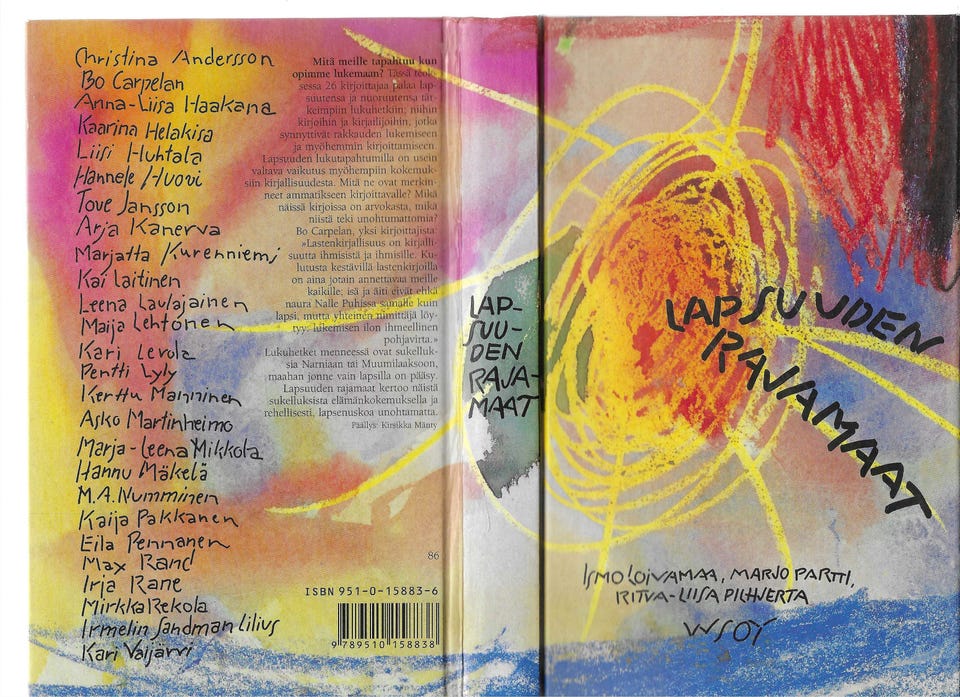 Christina Andersson
Bo Carpelan
Anna-Liisa Haakana
Kaarina Helakisa
Liisi Huhtala
Hannele Huovi
Tove Jansson
Arja Kanerva
Marjatta Kurenniemi
Kai Laitinen
Leena Laulajainen
Maija Lehtonen
Kari Levola
Pentti Lyly
Kerttu Manninen
Asko Martinheimo
Marja-Leena Mikkola
Hannu Mäkelä
M.A. Numminen
Kaija Pakkanen
Eila Pennanen
Max Rand
Irja Rane
Mirkka Rekola
Irmelin Sandman Lilius
Kari Vaijärvi
Mitä meille tapahtuu kun
opimme lukemaan? Tässä teok-
sessa 26 kirjoittajaa palaa lap-
suutensa ja nuoruutensa tär-
keimpiin lukuhetkiin; niihin
kirjoihin ja kirjailijoihin, jotka
synnyttivät rakkauden lukemiseen
ja myöhemmin kirjoittamiseen.
Lapsuuden lukutapahtumilla on usein
valtava vaikutus myöhempiin kokemuk-
siin kirjallisuudesta. Mitä ne ovat merkin-
neet ammatikseen kirjoittavalle? Mikä
näissä kirjoissa on arvokasta, mikä
niistä teki unohtumattomia?
Bo Carpelan, yksi kirjoittajista:
»Lastenkirjallisuus on kirjalli-
suutta ihmisistä ja ihmisille. Ku-
lutusta kestävillä lastenkirjoilla
on aina jotain annettavaa meille
kaikille; isä ja äiti eivät ehkä
naura Nalle Puhissa samalle kuin
lapsi, mutta yhteinen nimittäjä löy-
tyy: lukemisen ilon ihmeellinen
pohjavirta.»
Lukuhetket menneessä ovat sukelluk-
sia Narniaan tai Muumilaaksoon,
maahan jonne vain lapsilla on pääsy.
Lapsuuden rajamaat kertoo näistä
sukelluksista elämänkokemuksella ja
rehellisesti, lapsenuskoa unohtamatta.
Päällys: Kirsikka Mänty
86
ISBN 951-0-15883-6
9 789510 158838
LAP-
SUU-
DEN
RAJA-
MAAT
LAPSUUDEN
RAJAMAAT
ISMO LOIVAMAA, MARJO PARTTI,
RITVA-LIISA PILHJERTA
WSOY